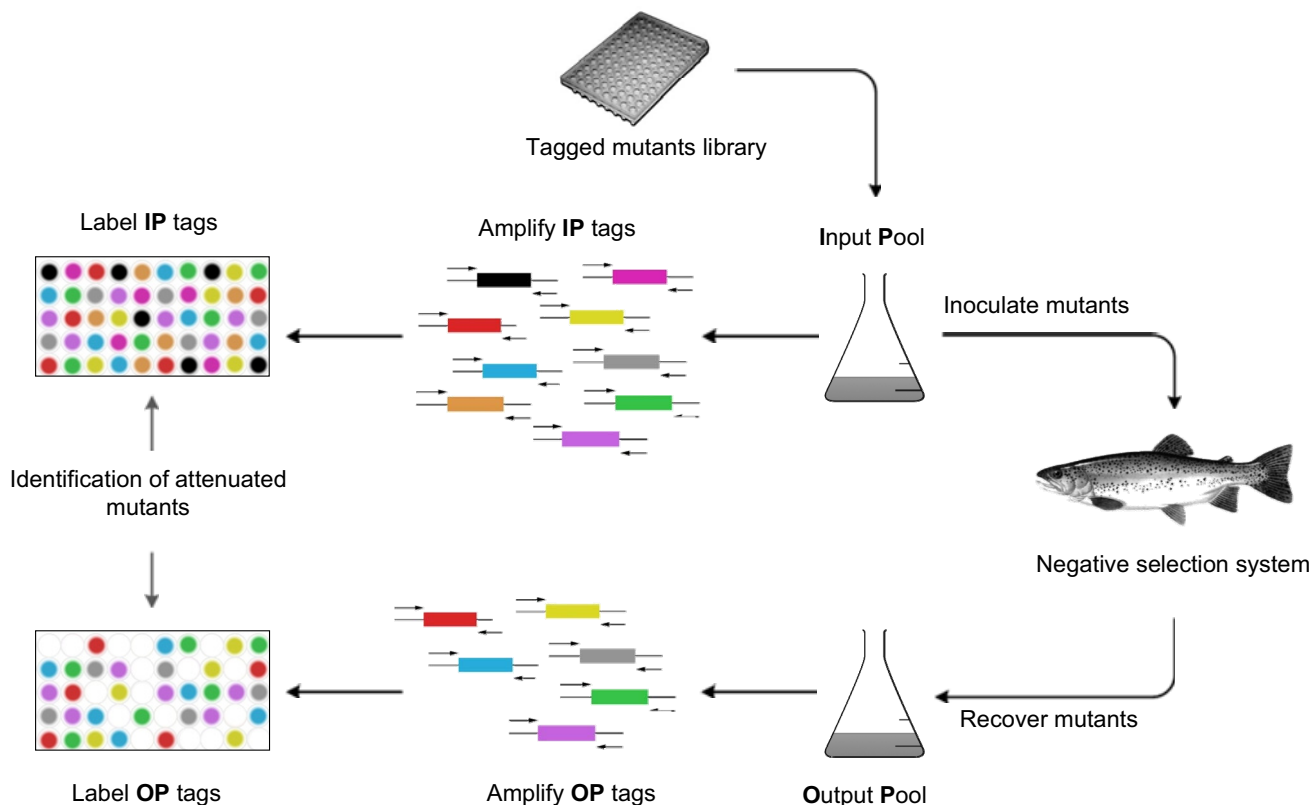 Tagged mutants library
Label IP tags
Amplify IP tags
Input Pool
Inoculate mutants
Identification of attenuated
mutants
Negative selection system
Recover mutants
Label OP tags
Amplify OP tags
Output Pool